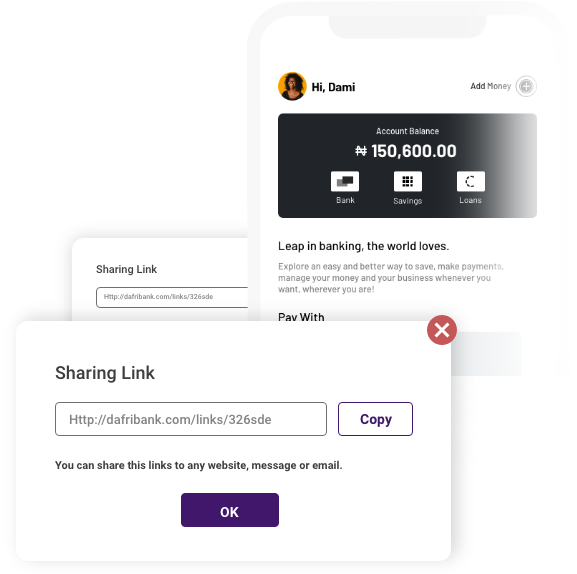 Hi, Dami
Add Money
Account Balance
₦ 150,600.00
Bank
Savings
Loans
Leap in banking, the world loves.
Explore an easy and better way to save, make payments,
manage your money and your business whenever you
want, wherever you are!
Pay With
Sharing Link
Http://dafribank.com/links/326sde
Sharing Link
Http://dafribank.com/links/326sde
Copy
You can share this links to any website, message or email.
OK